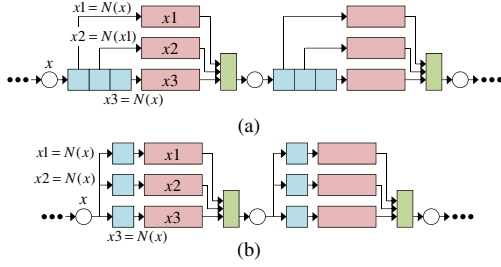 x1 = N(x)
x1
x2 = N(x1)
x2
x
x3
x3 = N(x)
(a)
x1 = N(x)
x1
x2 = N(x)
x2
x
x3
x3 = N(x)
(b)